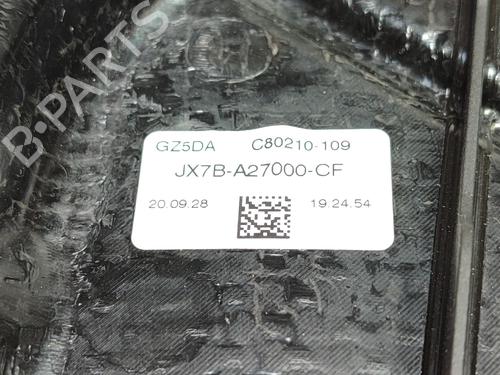 B-PARTS
GZ5DA C80210-109
JX7B-A27000-CF
20.09.28 19:24.54